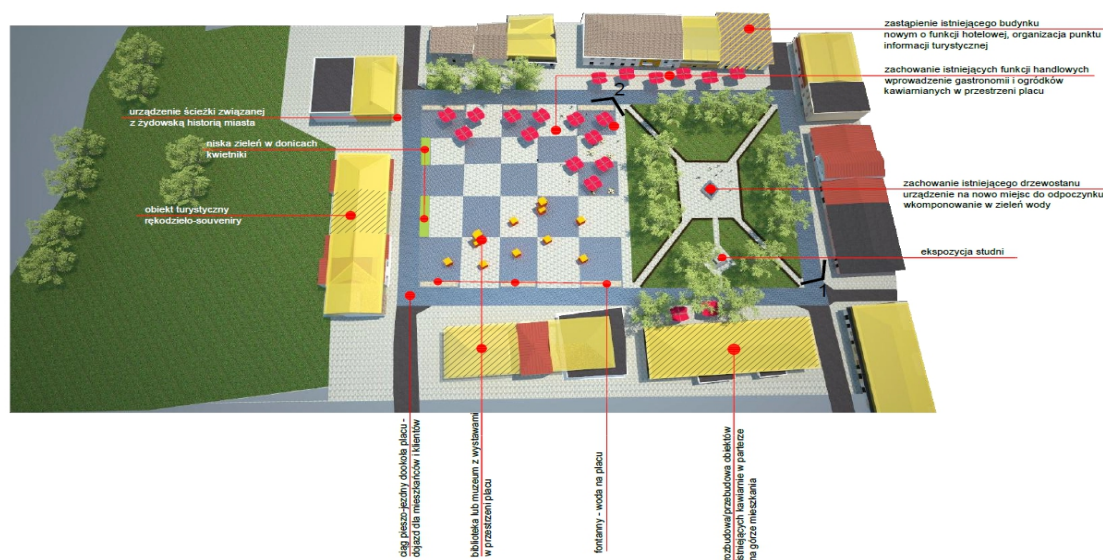 zastąpienie istniejącego budynku
nowym o funkcji hotelowej, organizacja punktu
informacji turystycznej
zachowanie istniejących funkcji handlowych
wprowadzenie gastronomii i ogródków
kawiarnianych w przestrzeni placu
2
urządzenie ścieżki związanej
z żydowską historią miasta
niska zieleń w donicach
kwietniki
zachowanie istniejącego drzewostanu
urządzenie na nowo miejsc do odpoczynku
wkomponowanie w zieleń wody
obiekt turystyczny
rękodzieło-souveniry
ekspozycja studni
1
ciąg pieszo-jezdny dookoła placu -
dojazd dla mieszkańców i klientów
biblioteka lub muzeum z wystawami
w przestrzeni placu
fontanny - woda na placu
rozbudowa/przebudowa obiektów
istniejących kawiarnie w parterze
na górze mieszkania